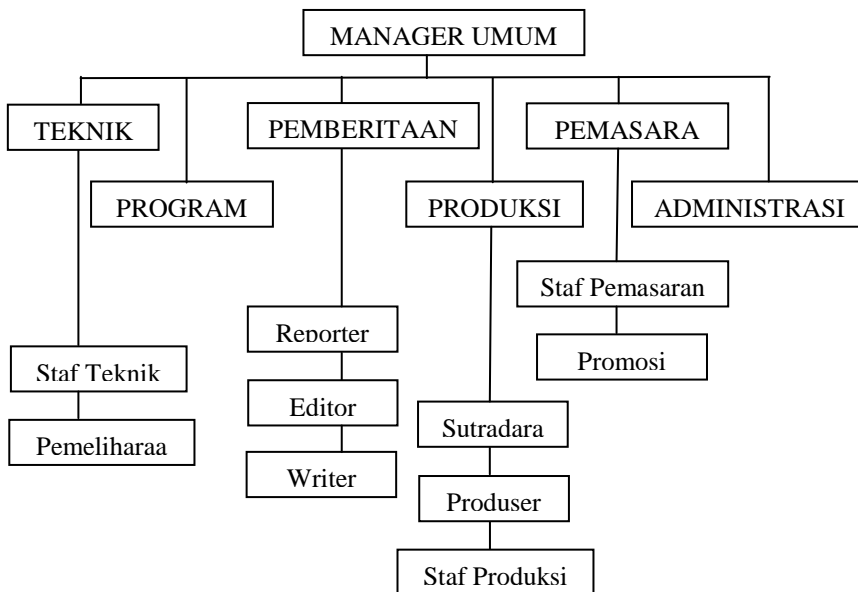 MANAGER UMUM
TEKNIK
PEMBERITAAN
PEMASARA
PROGRAM
PRODUKSI
ADMINISTRASI
Staf Pemasaran
Reporter
Promosi
Staf Teknik
Editor
Sutradara
Pemeliharaa
Writer
Produser
Staf Produksi